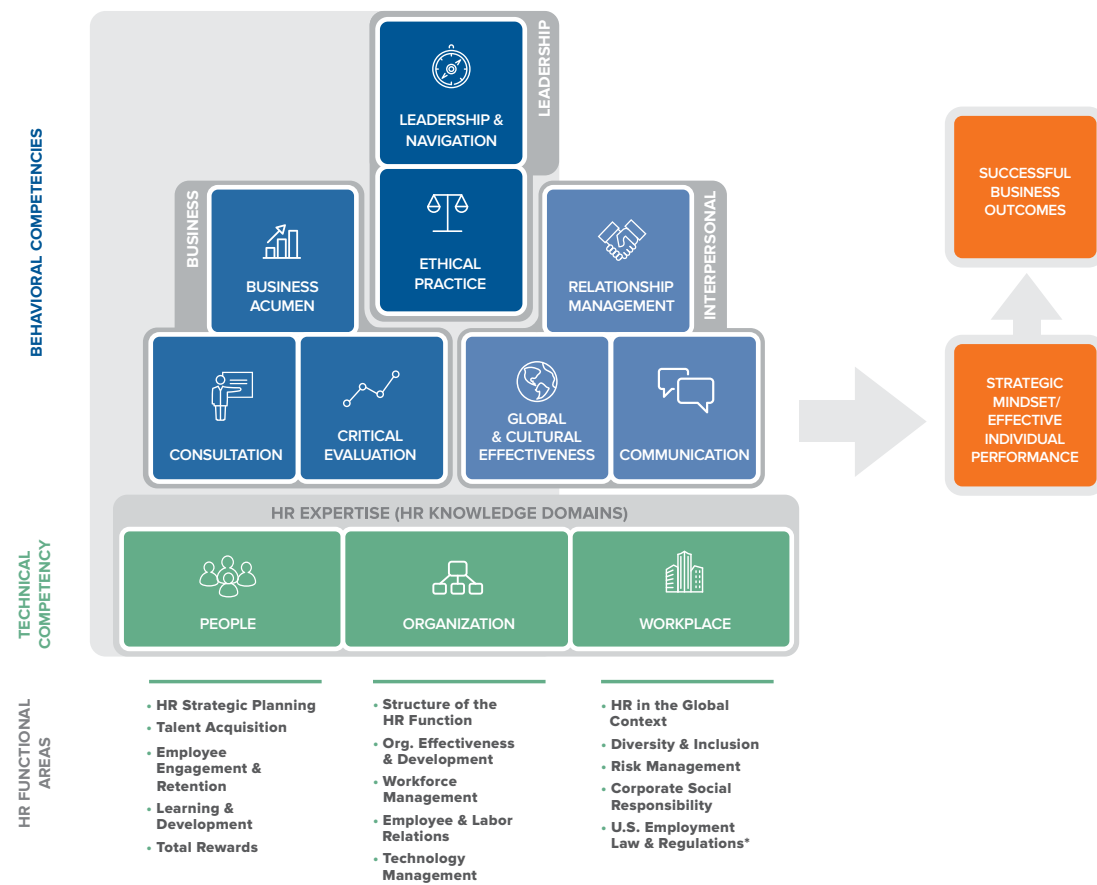 BEHAVIORAL COMPETENCIES
LEADERSHIP
LEADERSHIP &
NAVIGATION
ETHICAL
PRACTICE
BUSINESS
BUSINESS
ACUMEN
CONSULTATION
CRITICAL
EVALUATION
INTERPERSONAL
RELATIONSHIP
MANAGEMENT
GLOBAL
& CULTURAL
EFFECTIVENESS
COMMUNICATION
SUCCESSFUL
BUSINESS
OUTCOMES
STRATEGIC
MINDSET/
EFFECTIVE
INDIVIDUAL
PERFORMANCE
TECHNICAL
COMPETENCY
HR EXPERTISE (HR KNOWLEDGE DOMAINS)
PEOPLE
ORGANIZATION
WORKPLACE
HR FUNCTIONAL
AREAS
• HR Strategic Planning
• Talent Acquisition
• Employee
Engagement &
Retention
• Learning &
Development
• Total Rewards
• Structure of the
HR Function
• Org. Effectiveness
& Development
• Workforce
Management
• Employee & Labor
Relations
• Technology
Management
• HR in the Global
Context
• Diversity & Inclusion
• Risk Management
• Corporate Social
Responsibility
• U.S. Employment
Law & Regulations*